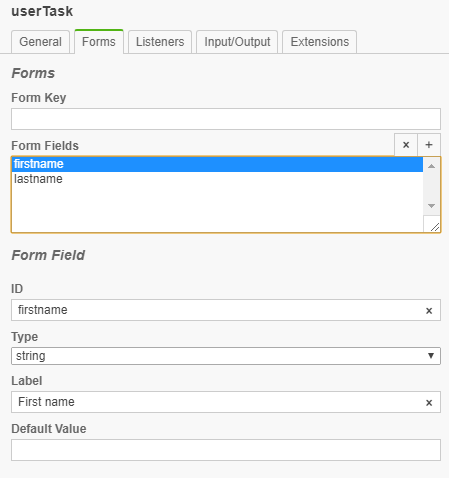 userTask
General Forms Listeners Input/Output Extensions
Forms
Form Key
Form Fields × +
firstname
lastname
Form Field
ID
firstname ×
Type
string
Label
First name ×
Default Value